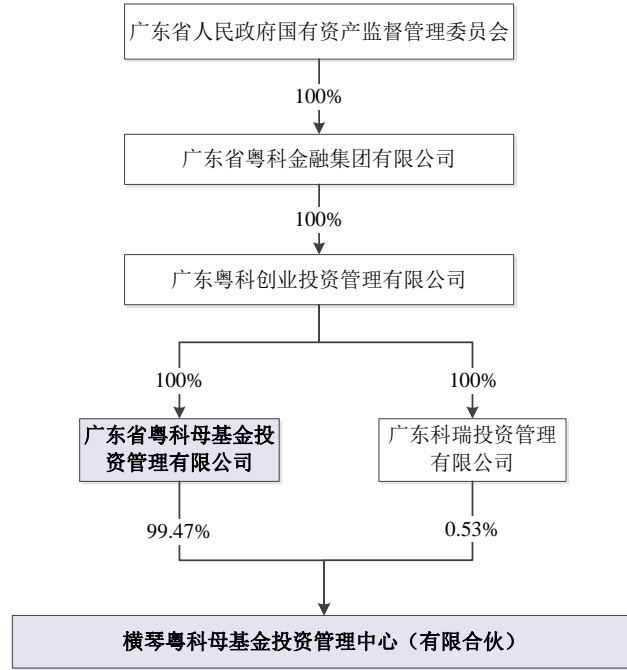 广东省人民政府国有资产监督管理委员会
100%
广东省粤科金融集团有限公司
100%
广东粤科创业投资管理有限公司
100%
100%
广东省粤科母基金投
资管理有限公司
广东科瑞投资管理
有限公司
99.47%
0.53%
横琴粤科母基金投资管理中心（有限合伙）